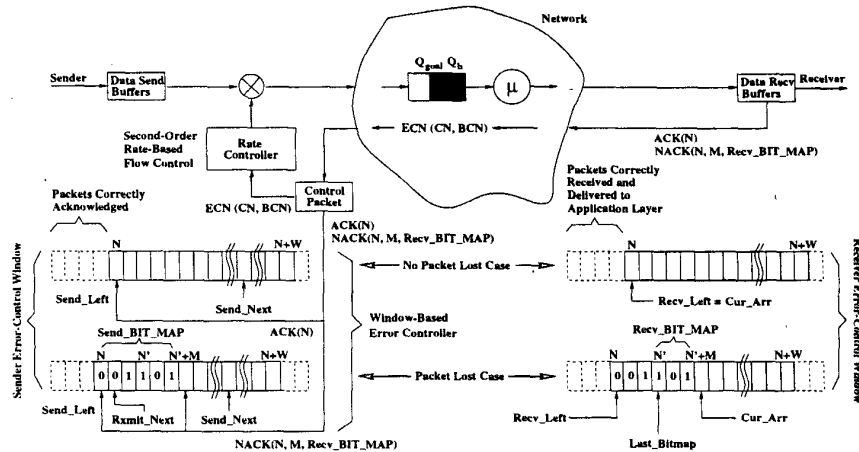 Network
Sender
Data Send
Buffers
Q_goal Q_h
μ
Data Recv
Buffers
Receiver
ECN (CN, BCN)
Second-Order
Rate-Based
Flow Control
Rate
Controller
ACK(N)
NACK(N, M, Recv_BIT_MAP)
Packets Correctly
Acknowledged
ECN (CN, BCN)
Control
Packet
Packets Correctly
Received and
Delivered to
Application Layer
ACK(N)
NACK(N, M, Recv_BIT_MAP)
N
N+W
N
N+W
No Packet Lost Case
Send_Left
Send_Next
Recv_Left = Cur_Arr
ACK(N)
Window-Based
Error Controller
Sender Error-Control Window
Receiver Error-Control Window
Send_BIT_MAP
N N' N'+M N+W
0 0 1 1 0 1
Recv_BIT_MAP
N N' N'+M N+W
0 0 1 1 0 1
Packet Lost Case
Send_Left
Rxmit_Next
Send_Next
Recv_Left
Cur_Arr
Last_Bitmap
NACK(N, M, Recv_BIT_MAP)